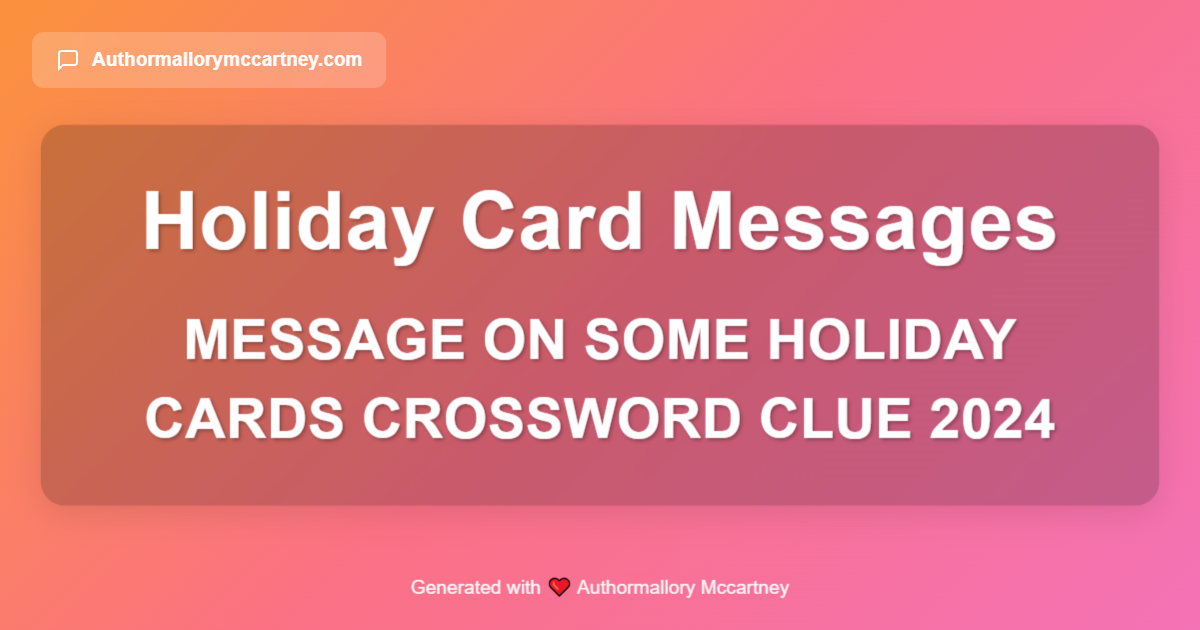 Authormallorymccartney.com
Holiday Card Messages
MESSAGE ON SOME HOLIDAY
CARDS CROSSWORD CLUE 2024
Generated with ❤️ Authormallory Mccartney